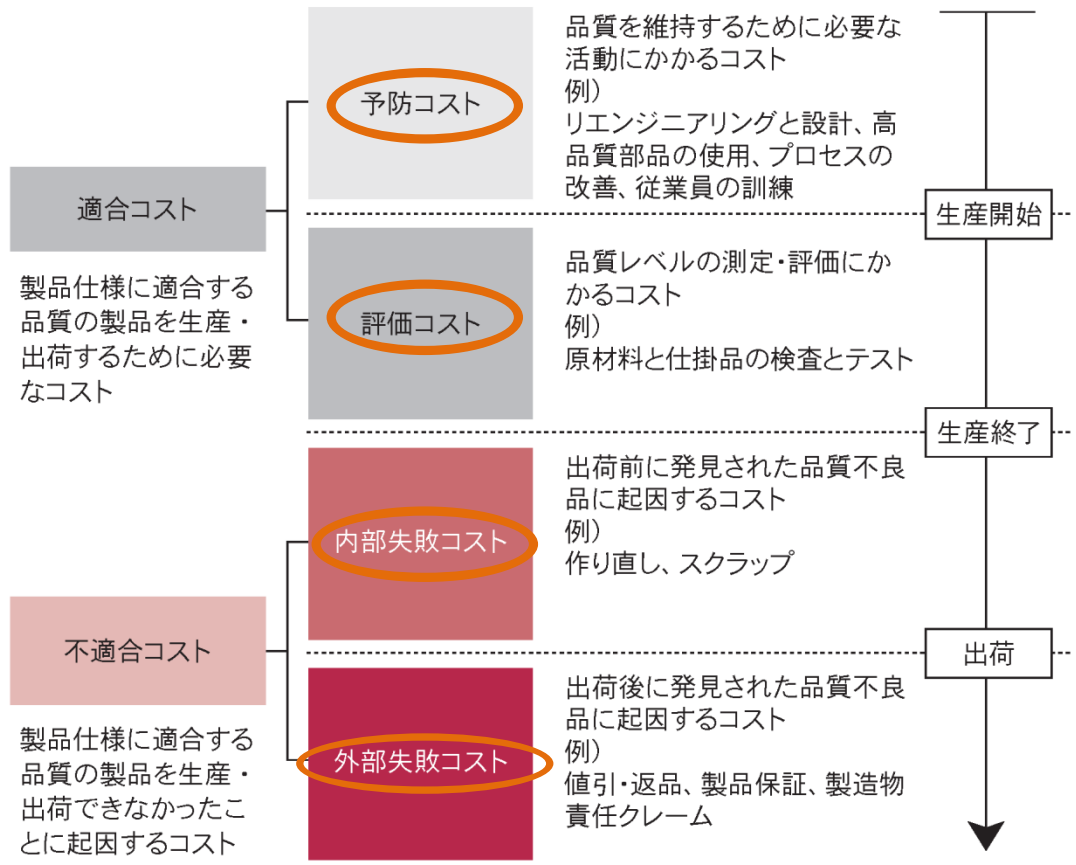 予防コスト
品質を維持するために必要な
活動にかかるコスト
例）
リエンジニアリングと設計、高
品質部品の使用、プロセスの
改善、従業員の訓練
適合コスト
製品仕様に適合する
品質の製品を生産・
出荷するために必要
なコスト
生産開始
評価コスト
品質レベルの測定・評価にか
かるコスト
例）
原材料と仕掛品の検査とテスト
生産終了
内部失敗コスト
出荷前に発見された品質不良
品に起因するコスト
例）
作り直し、スクラップ
不適合コスト
製品仕様に適合する
品質の製品を生産・
出荷できなかったこ
とに起因するコスト
出荷
外部失敗コスト
出荷後に発見された品質不良
品に起因するコスト
例）
値引・返品、製品保証、製造物
責任クレーム